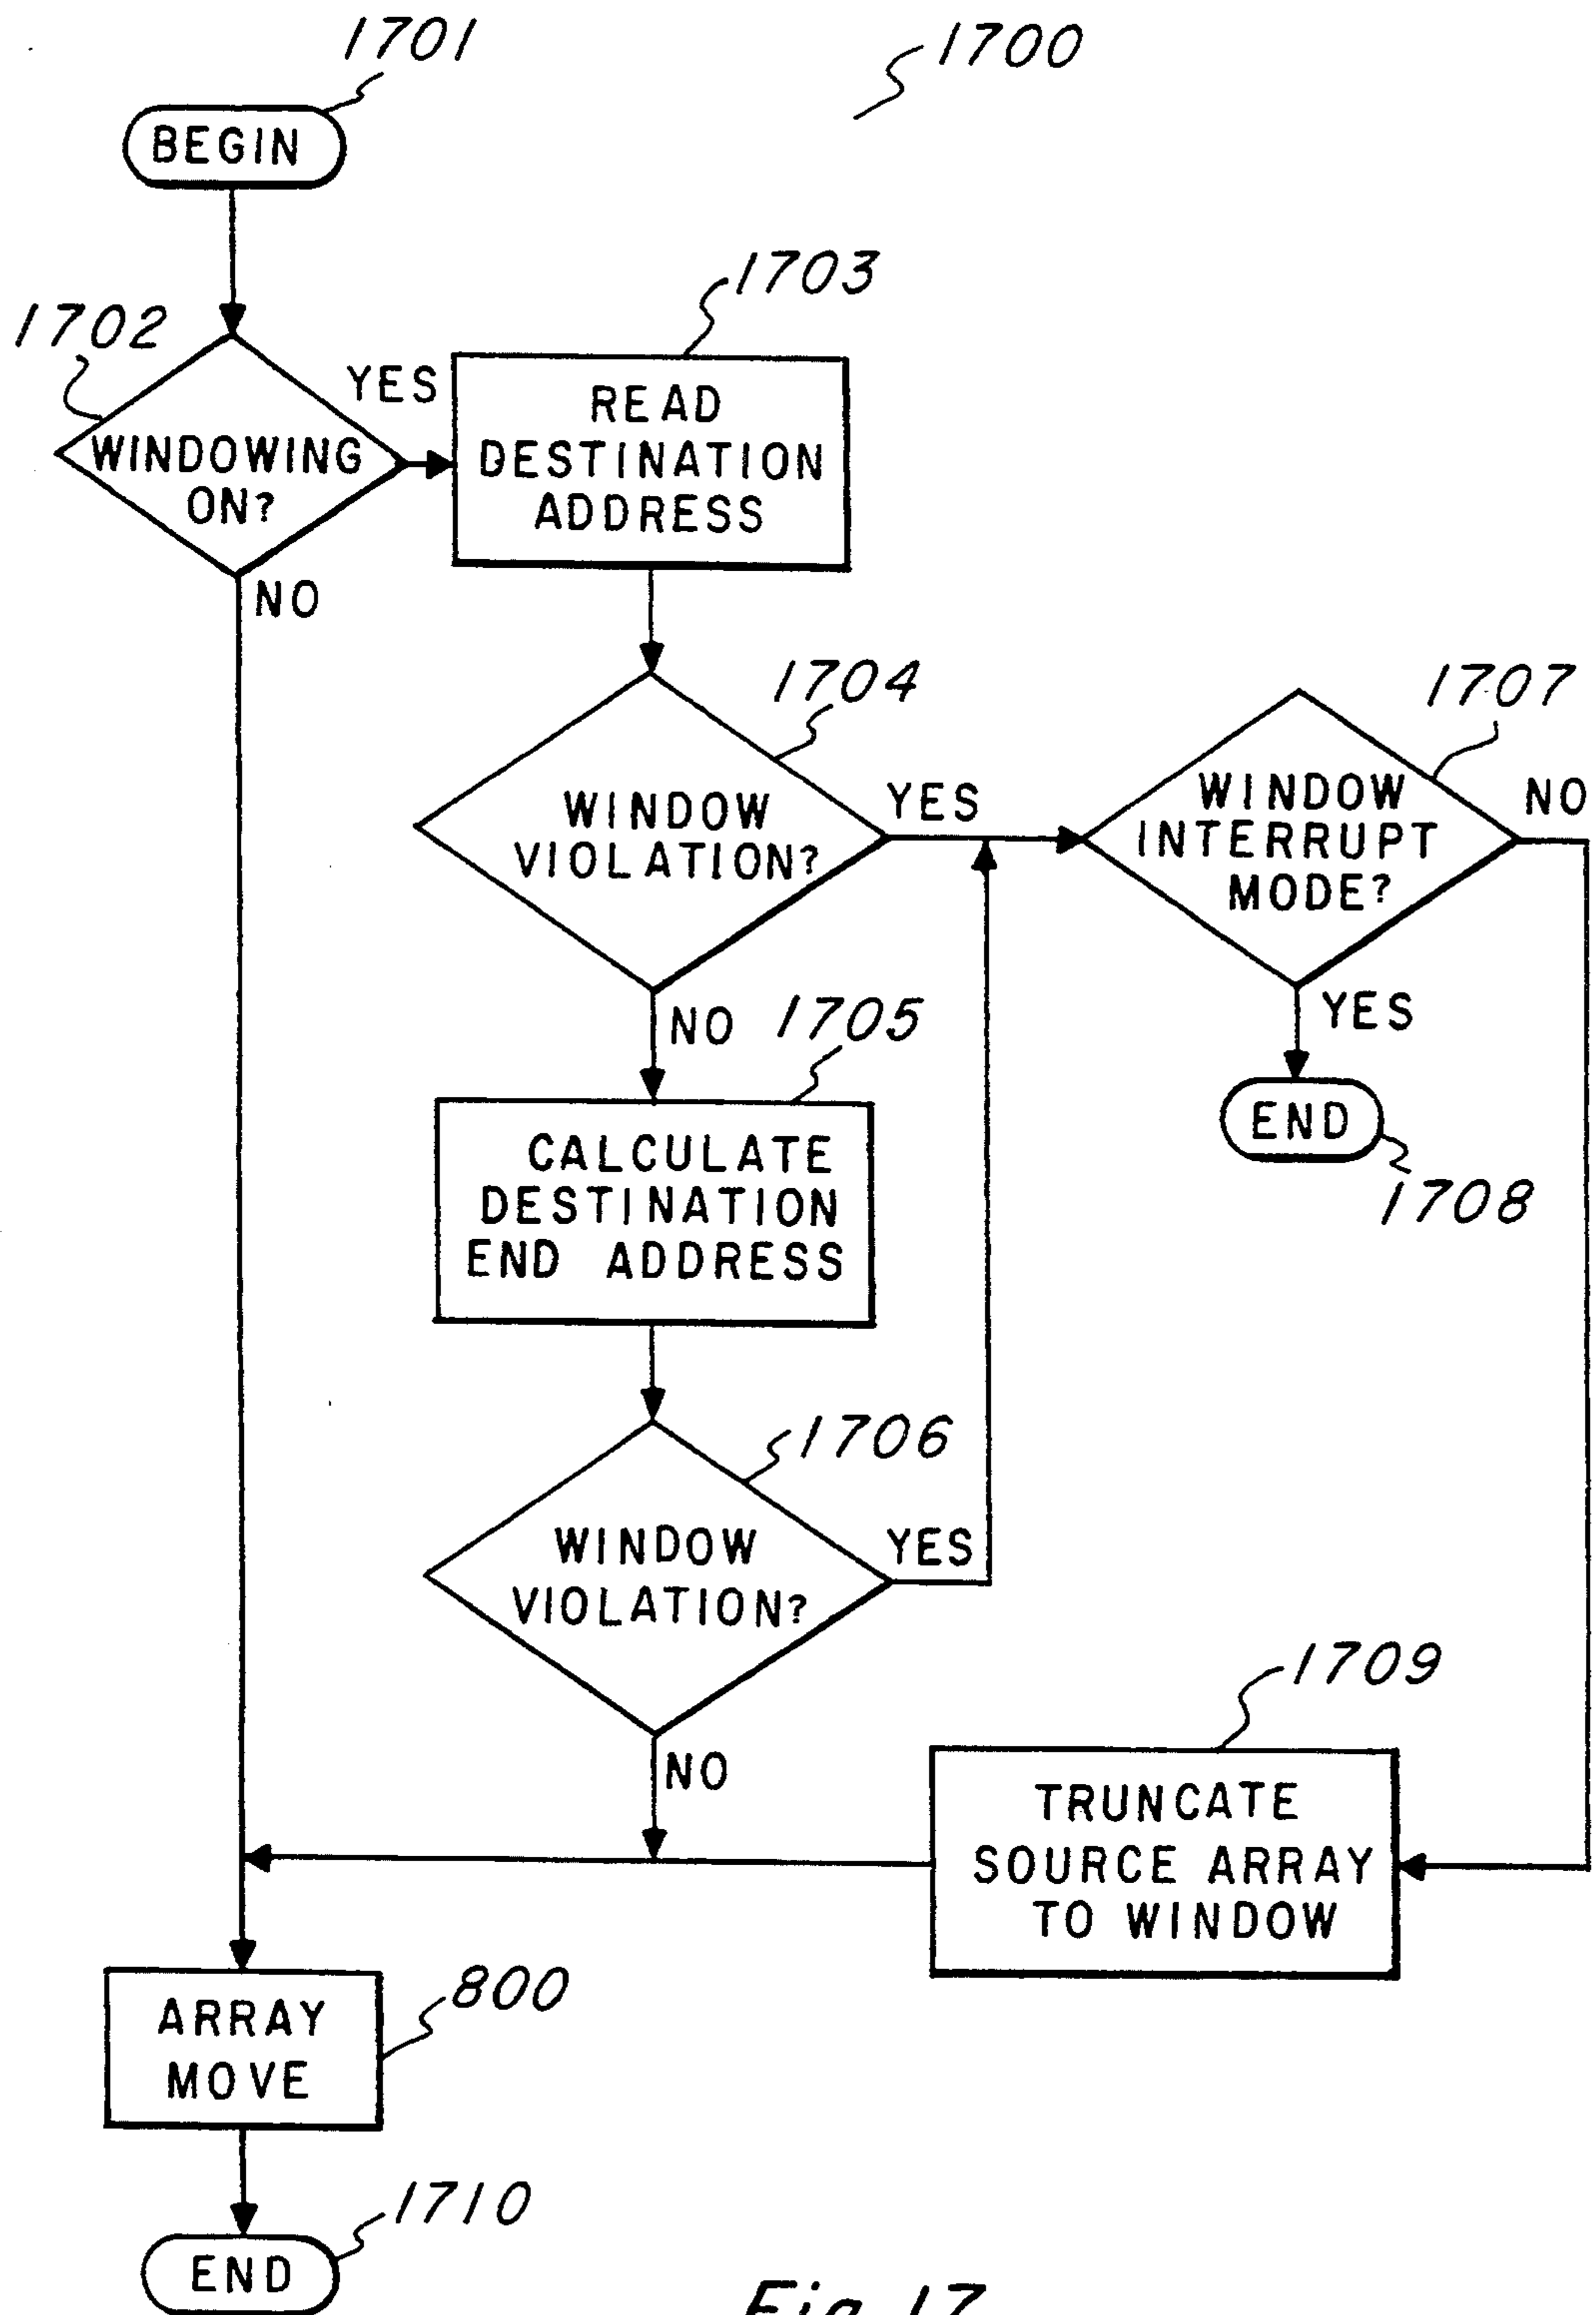 1701
1700
BEGIN
1703
1702
YES
READ
DESTINATION
ADDRESS
WINDOWING
ON?
NO
1704
1707
WINDOW
VIOLATION?
YES
WINDOW
INTERRUPT
MODE?
NO
NO
1705
YES
END
1708
CALCULATE
DESTINATION
END ADDRESS
1706
WINDOW
VIOLATION?
YES
1709
NO
TRUNCATE
SOURCE ARRAY
TO WINDOW
800
ARRAY
MOVE
1710
END
Fig. 17